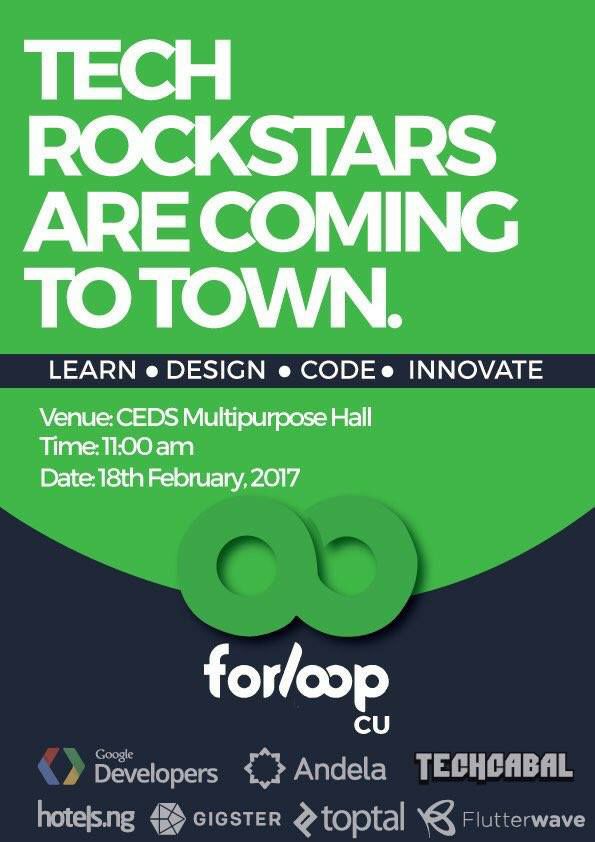 TECH
ROCKSTARS
ARE COMING
TO TOWN.
LEARN ● DESIGN ● CODE ● INNOVATE
Venue: CEDS Multipurpose Hall
Time: 11:00 am
Date: 18th February, 2017
forloop
CU
Google
Developers
Andela
TECHCABAL
hotels.ng
GIGSTER
toptal
Flutterwave